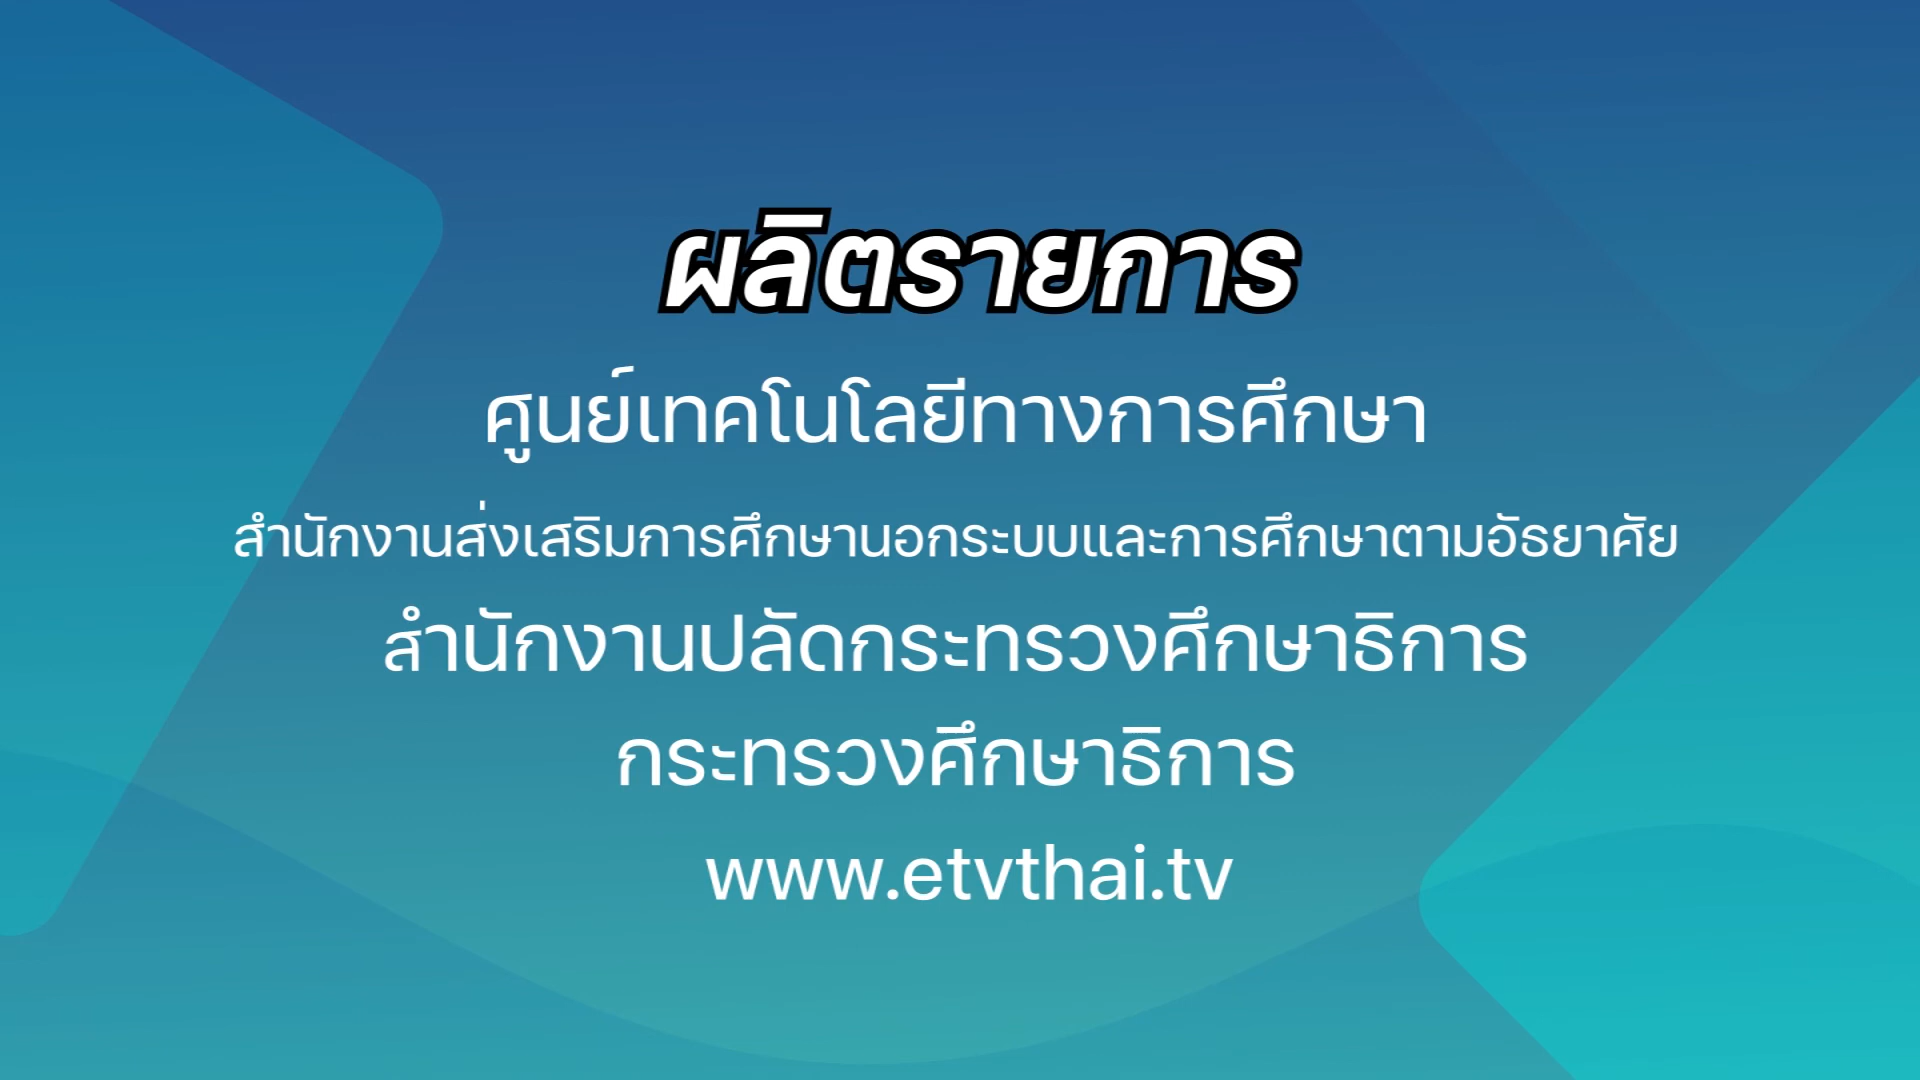 ผลิตรายการ
ศูนย์เทคโนโลยีทางการศึกษา
สำนักงานส่งเสริมการศึกษานอกระบบและการศึกษาตามอัธยาศัย
สำนักงานปลัดกระทรวงศึกษาธิการ
กระทรวงศึกษาธิการ
www.etvthai.tv